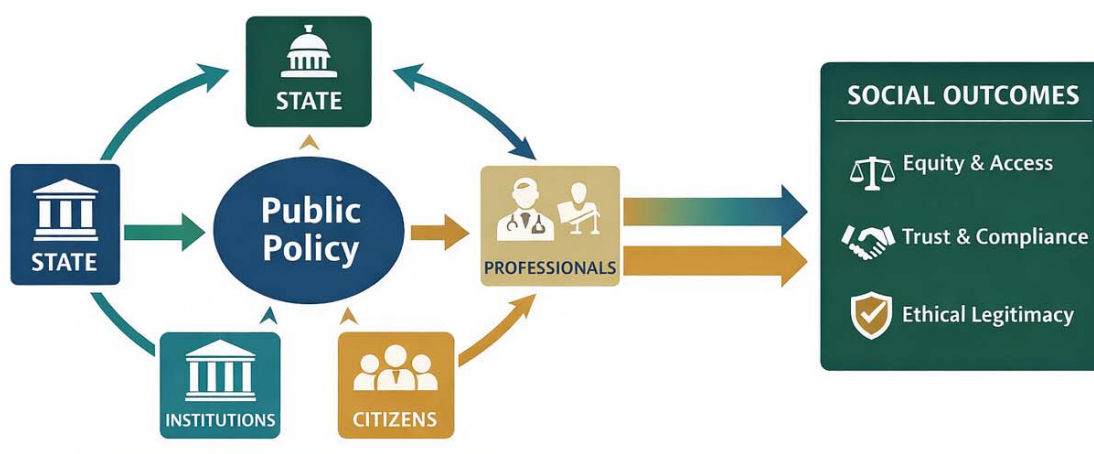 STATE
STATE
Public
Policy
PROFESSIONALS
INSTITUTIONS
CITIZENS
SOCIAL OUTCOMES
Equity & Access
Trust & Compliance
Ethical Legitimacy